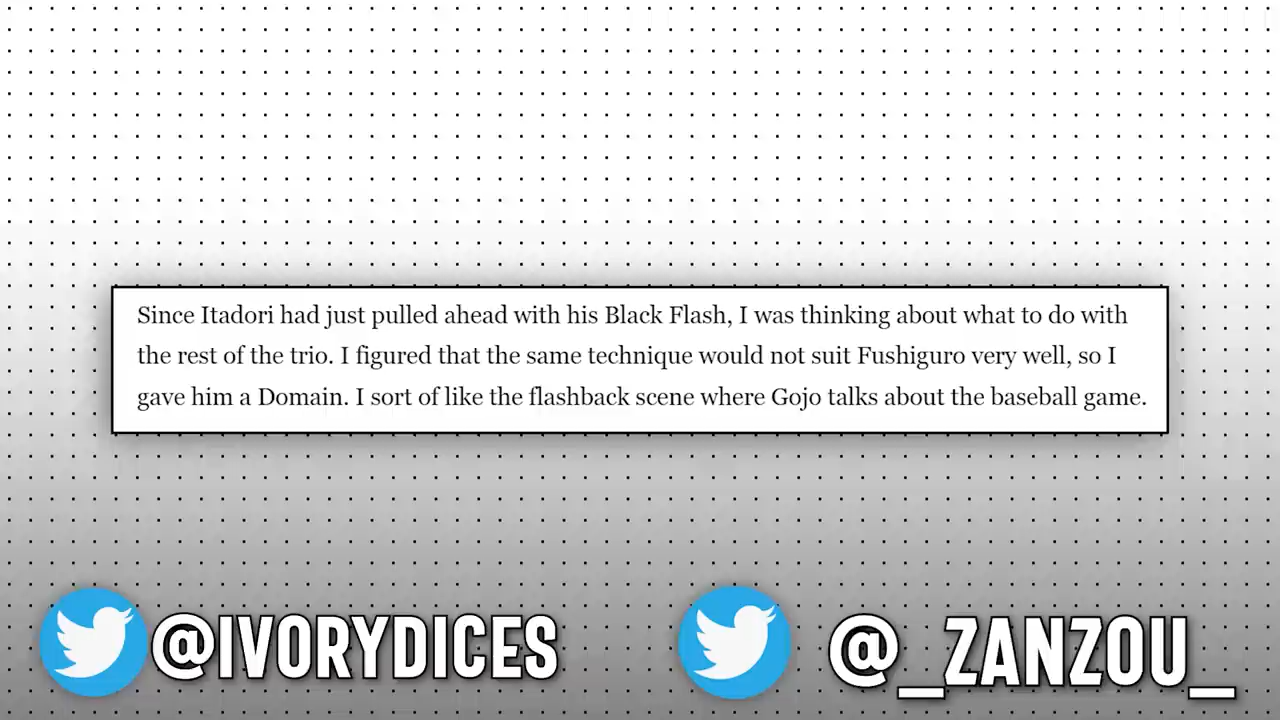 Since Itadori had just pulled ahead with his Black Flash, I was thinking about what to do with
the rest of the trio. I figured that the same technique would not suit Fushiguro very well, so I
gave him a Domain. I sort of like the flashback scene where Gojo talks about the baseball game.
@IVORYDICES
@_ZANZOU_